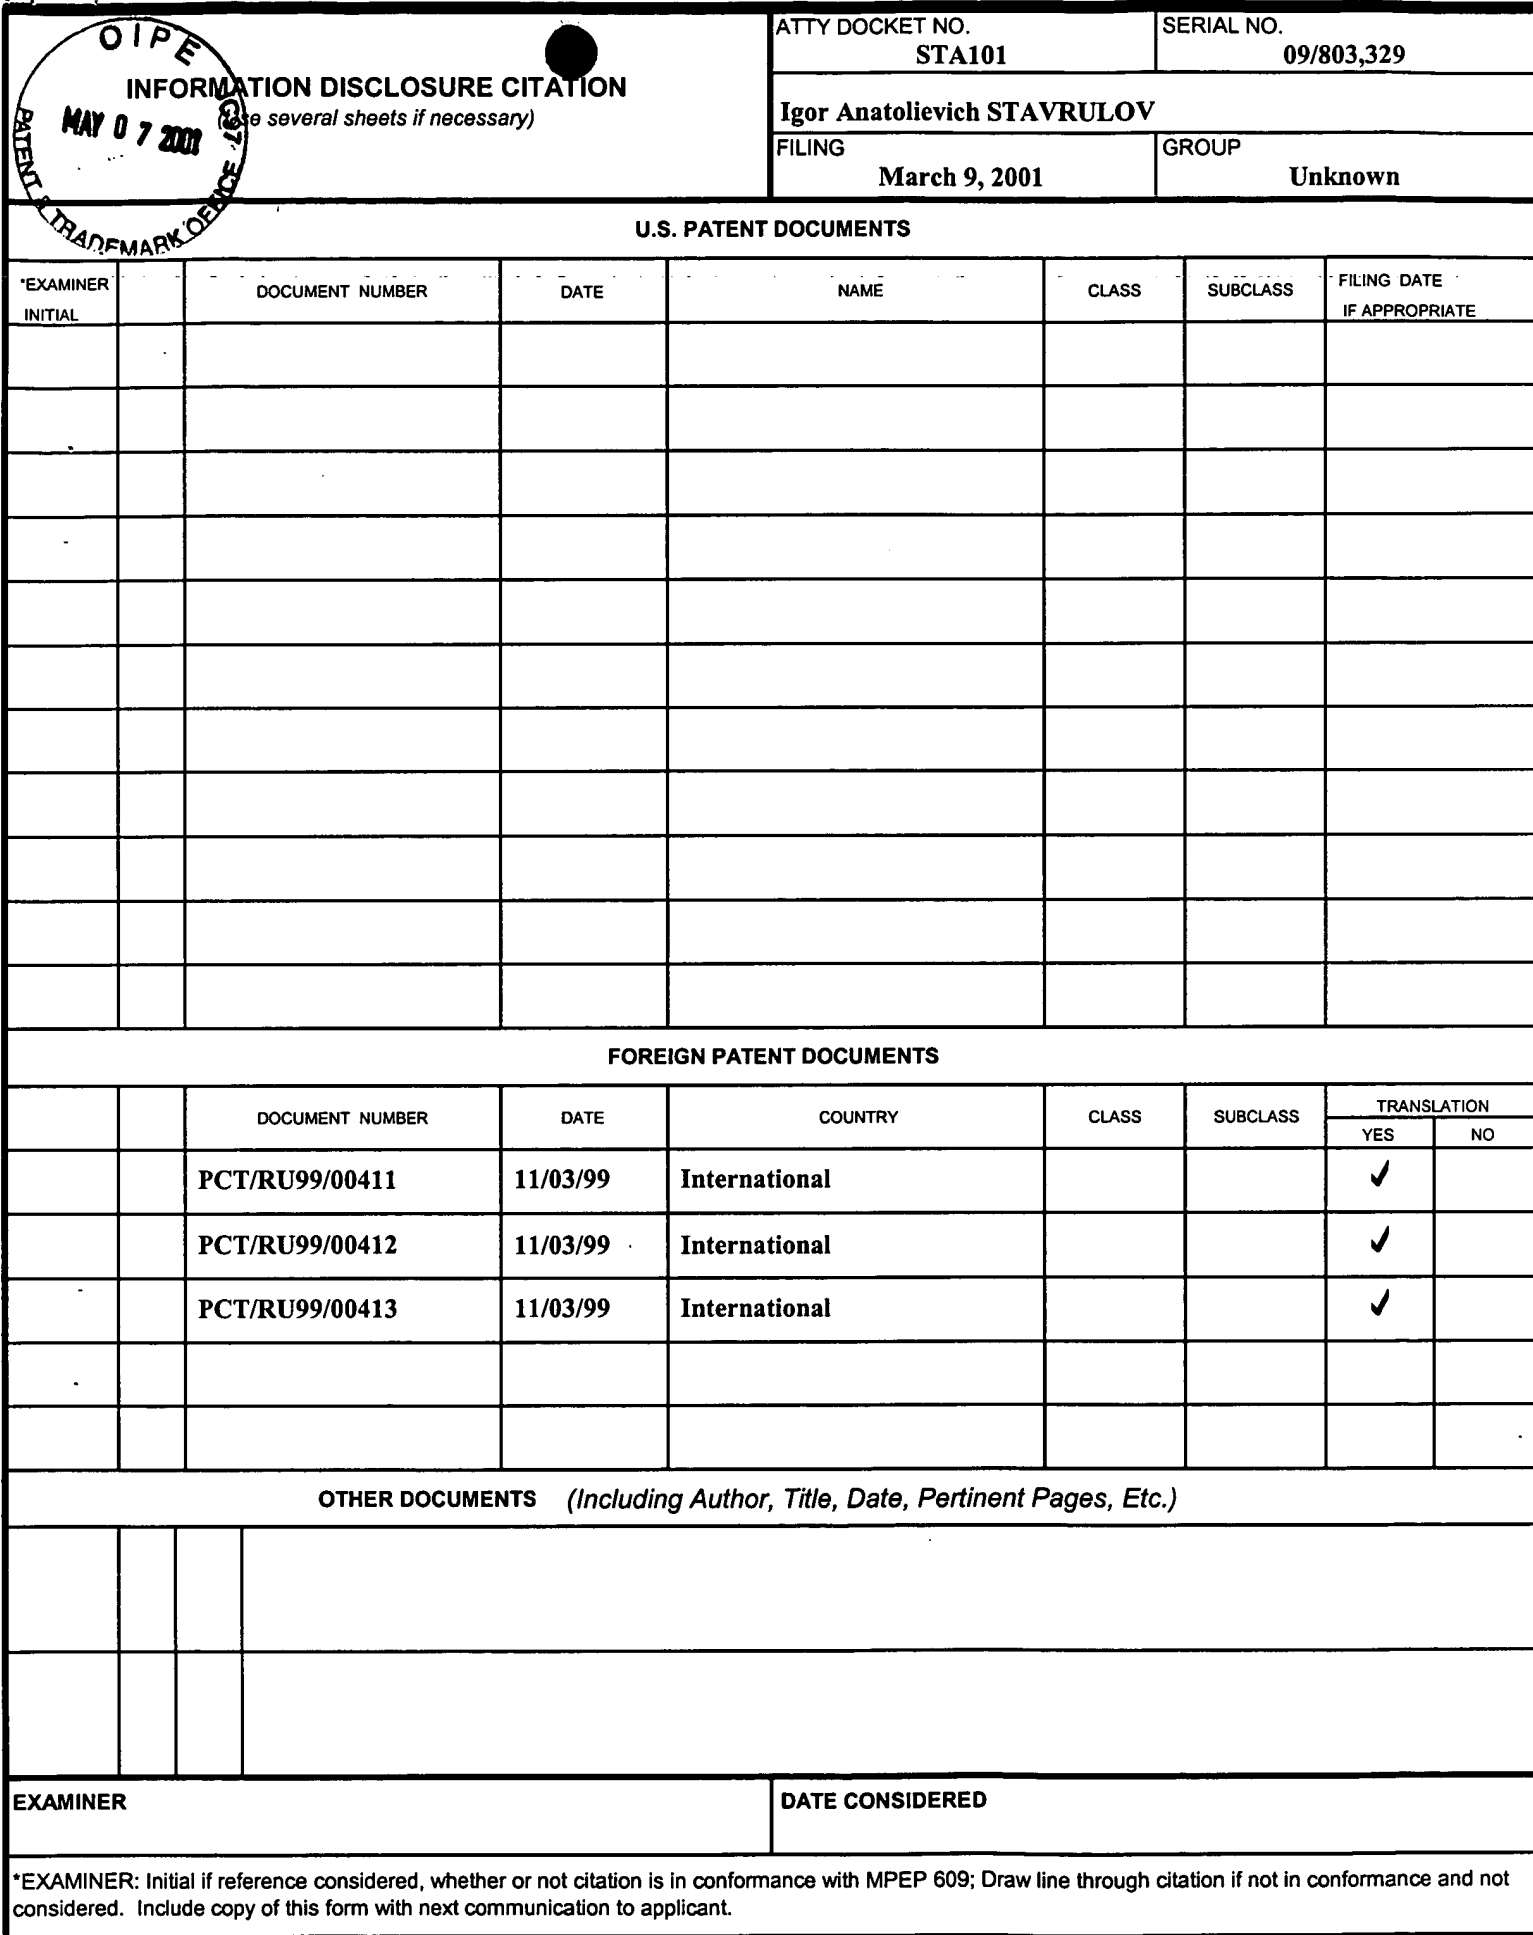 OIPE
MAY 07 2001
PATENT & TRADEMARK OFFICE
INFORMATION DISCLOSURE CITATION
several sheets if necessary)
ATTY DOCKET NO.
STA101
SERIAL NO.
09/803,329
Igor Anatolievich STAVRULOV
FILING
March 9, 2001
GROUP
Unknown
U.S. PATENT DOCUMENTS
*EXAMINER INITIAL DOCUMENT NUMBER DATE NAME CLASS SUBCLASS FILING DATE IF APPROPRIATE
FOREIGN PATENT DOCUMENTS
DOCUMENT NUMBER DATE COUNTRY CLASS SUBCLASS TRANSLATION
YES NO
PCT/RU99/00411 11/03/99 International ✓
PCT/RU99/00412 11/03/99 International ✓
PCT/RU99/00413 11/03/99 International ✓
OTHER DOCUMENTS (Including Author, Title, Date, Pertinent Pages, Etc.)
EXAMINER
DATE CONSIDERED
*EXAMINER: Initial if reference considered, whether or not citation is in conformance with MPEP 609; Draw line through citation if not in conformance and not
considered. Include copy of this form with next communication to applicant.